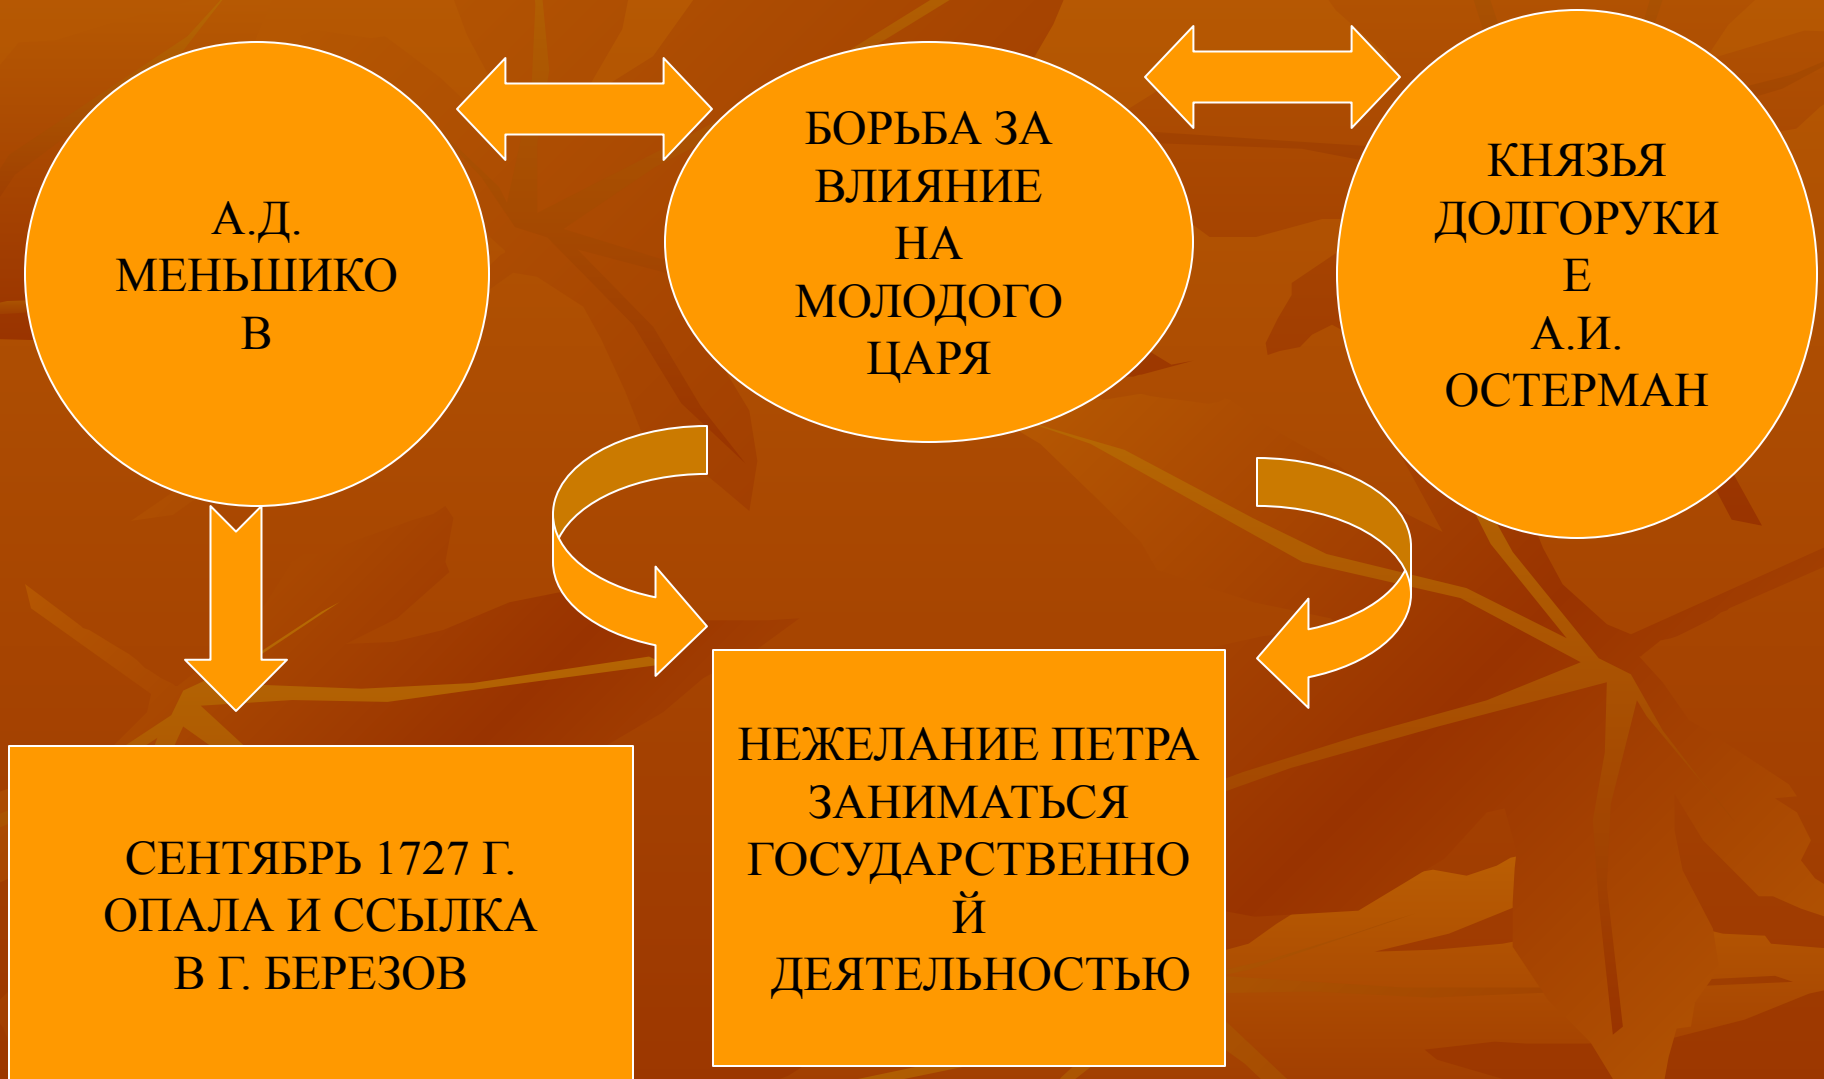 А.Д.
МЕНЬШИКО
В
БОРЬБА ЗА
ВЛИЯНИЕ
НА
МОЛОДОГО
ЦАРЯ
КНЯЗЬЯ
ДОЛГОРУКИ
Е
А.И.
ОСТЕРМАН
СЕНТЯБРЬ 1727 Г.
ОПАЛА И ССЫЛКА
В Г. БЕРЕЗОВ
НЕЖЕЛАНИЕ ПЕТРА
ЗАНИМАТЬСЯ
ГОСУДАРСТВЕННО
Й
ДЕЯТЕЛЬНОСТЬЮ